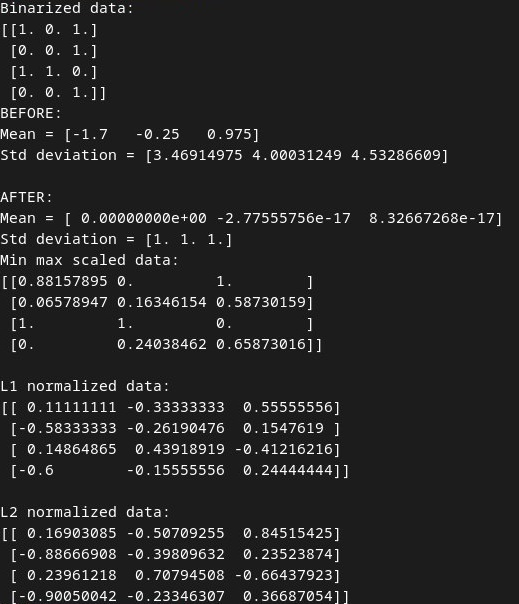 Binarized data:
[[1. 0. 1.]
 [0. 0. 1.]
 [1. 1. 0.]
 [0. 0. 1.]]
BEFORE:
Mean = [-1.7   -0.25   0.975]
Std deviation = [3.46914975 4.00031249 4.53286609]

AFTER:
Mean = [ 0.00000000e+00 -2.77555756e-17  8.32667268e-17]
Std deviation = [1. 1. 1.]
Min max scaled data:
[[0.88157895 0.         1.        ]
 [0.06578947 0.16346154 0.58730159]
 [1.         1.         0.        ]
 [0.         0.24038462 0.65873016]]

L1 normalized data:
[[ 0.11111111 -0.33333333  0.55555556]
 [-0.58333333 -0.26190476  0.1547619 ]
 [ 0.14864865  0.43918919 -0.41216216]
 [-0.6        -0.15555556  0.24444444]]

L2 normalized data:
[[ 0.16903085 -0.50709255  0.84515425]
 [-0.88666908 -0.39809632  0.23523874]
 [ 0.23961218  0.70794508 -0.66437923]
 [-0.90050042 -0.23346307  0.36687054]]